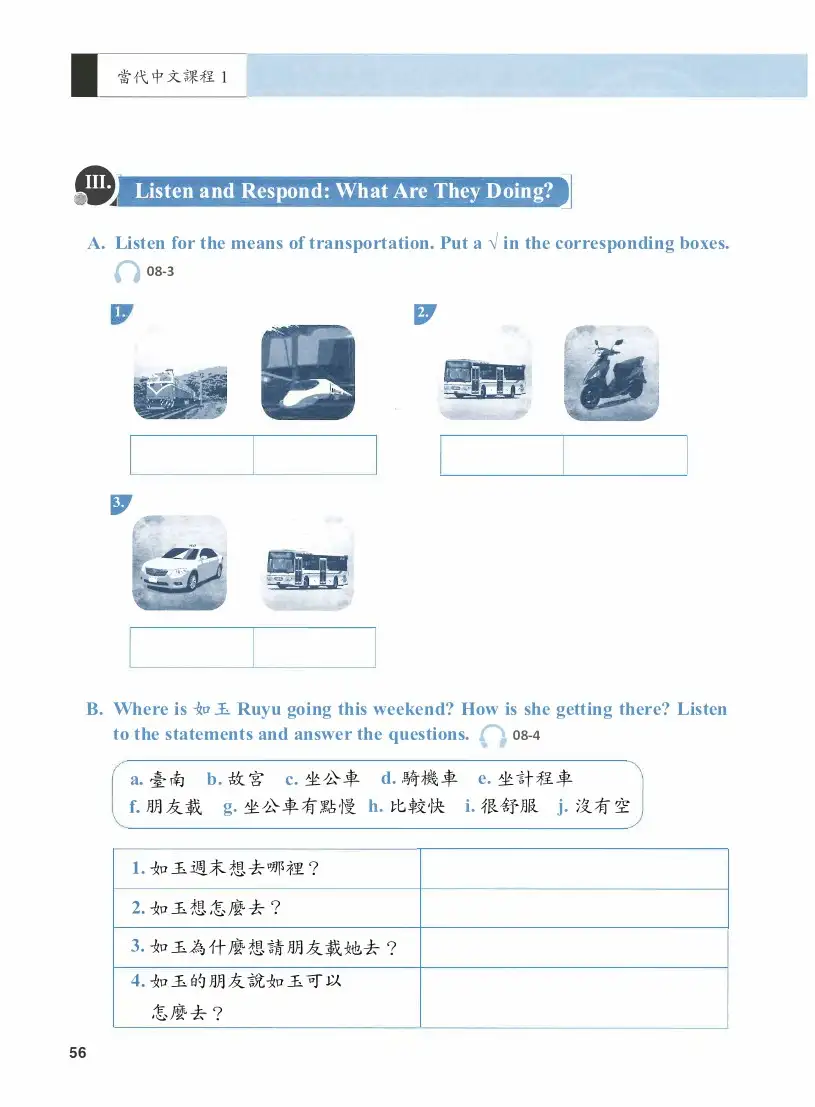 當代中文課程 1
III. Listen and Respond: What Are They Doing?
A. Listen for the means of transportation. Put a √ in the corresponding boxes.
08-3
1.
2.
3.
B. Where is 如玉 Ruyu going this weekend? How is she getting there? Listen
to the statements and answer the questions. 08-4
a. 臺南 b. 故宮 c. 坐公車 d. 騎機車 e. 坐計程車
f. 朋友載 g. 坐公車有點慢 h. 比較快 i. 很舒服 j. 沒有空
1. 如玉週末想去哪裡？
2. 如玉想怎麼去？
3. 如玉為什麼想請朋友載她去？
4. 如玉的朋友說如玉可以
怎麼去？
56